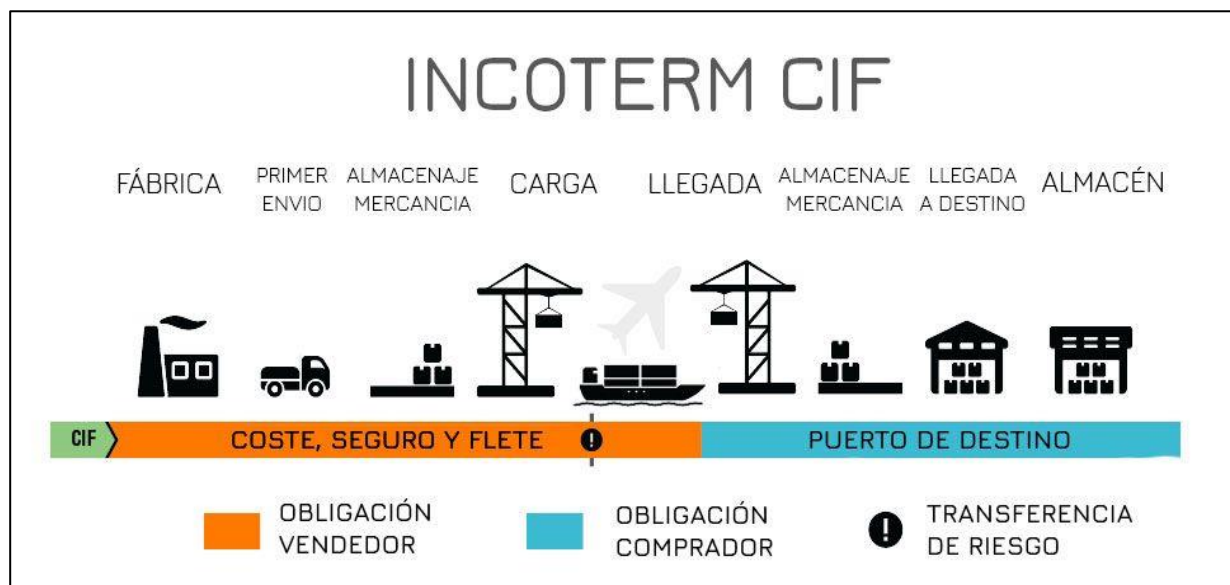 INCOTERM CIF
FÁBRICA
PRIMER
ENVIO
ALMACENAJE
MERCANCIA
CARGA
LLEGADA
ALMACENAJE
MERCANCIA
LLEGADA
A DESTINO
ALMACÉN
CIF
COSTE, SEGURO Y FLETE
PUERTO DE DESTINO
OBLIGACIÓN
VENDEDOR
OBLIGACIÓN
COMPRADOR
TRANSFERENCIA
DE RIESGO